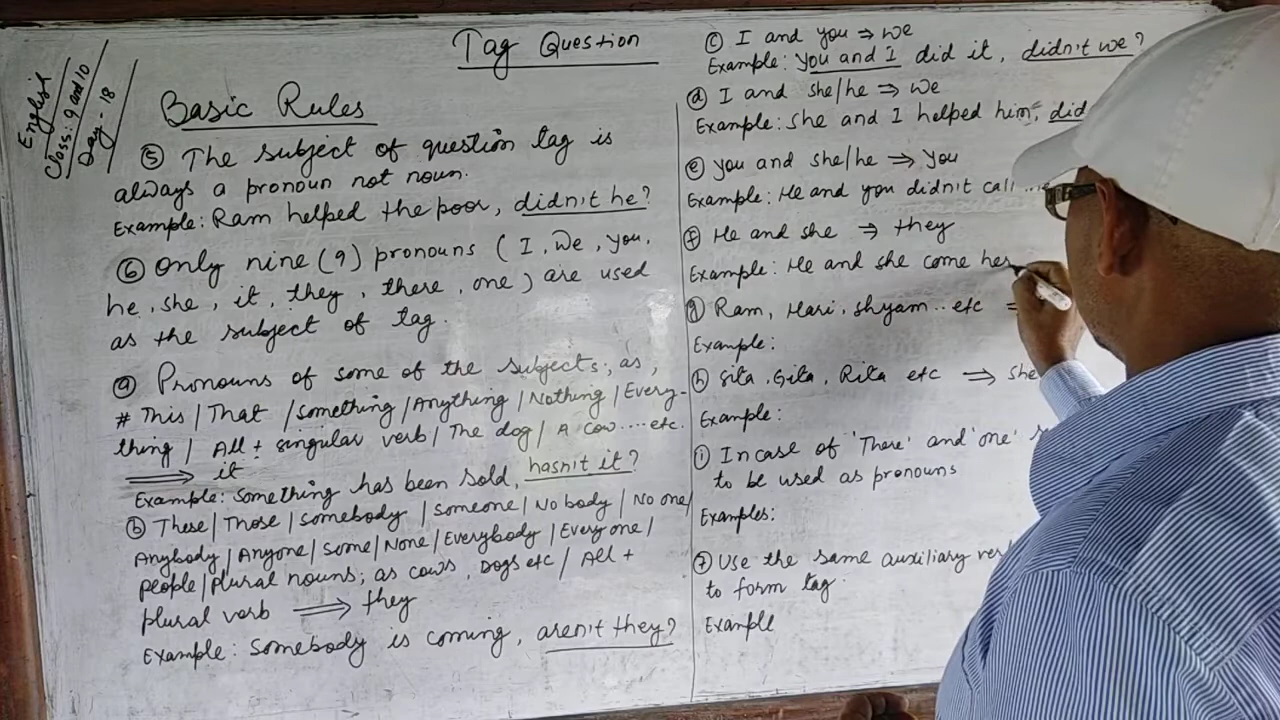 Tag Question
English
Class: 9 and 10
Day - 18
Basic Rules
⑤ The subject of question tag is
always a pronoun not noun.
Example: Ram helped the poor, didn't he?
⑥ Only nine (9) pronouns (I, we, you,
he, she, it, they, there, one) are used
as the subject of tag.
ⓐ Pronouns of some of the subjects; as,
# This / That / something / Anything / Nothing / Every-
thing / All + singular verb / The dog / A cow .... etc.
⟹ it
Example: Something has been sold, hasn't it?
ⓑ These / Those / somebody / someone / No body / No one /
Anybody / Anyone / Some / None / Everybody / Every one /
people / plural nouns; as cows, Dogs etc / All +
plural verb ⟹ they
Example: Somebody is coming, aren't they?
ⓒ I and you ⇒ we
Example: You and I did it, didn't we?
ⓓ I and she/he ⇒ we
Example: She and I helped him, did
ⓔ you and she/he ⇒ you
Example: He and you didn't call
ⓕ He and she ⇒ they
Example: He and she come her
ⓖ Ram, Hari, Shyam .. etc =
Example:
ⓗ Sita, Gita, Rita etc ⇒ she
Example:
ⓘ In case of 'There' and 'one'
to be used as pronouns
Examples:
⑦ Use the same auxiliary ver
to form tag.
Example